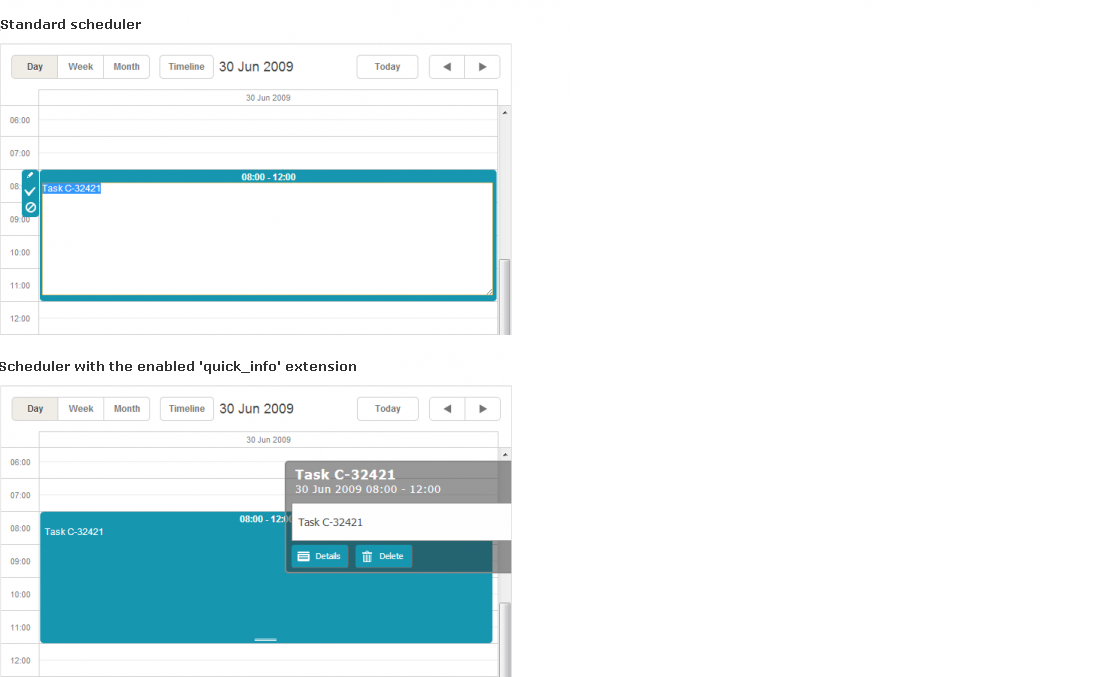 Standard scheduler
Day Week Month Timeline 30 Jun 2009 Today
30 Jun 2009
06:00
07:00
08:00 - 12:00
08:
Task C-32421
09:00
10:00
11:00
12:00
Scheduler with the enabled 'quick_info' extension
Day Week Month Timeline 30 Jun 2009 Today
30 Jun 2009
06:00
Task C-32421
30 Jun 2009 08:00 - 12:00
07:00
08:00 - 12:00
Task C-32421
08:00
Task C-32421
Details Delete
09:00
10:00
11:00
12:00